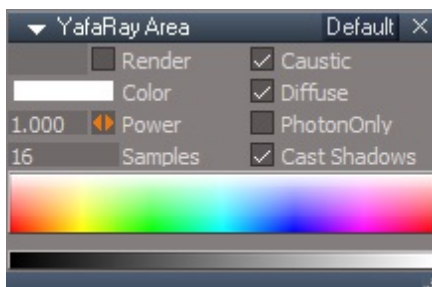 YafaRay Area Default
Render Caustic
Color Diffuse
1.000 Power PhotonOnly
16 Samples Cast Shadows